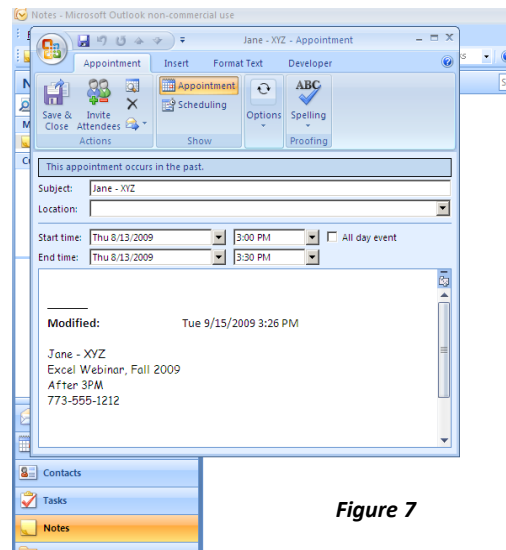 Notes - Microsoft Outlook non-commercial use
Jane - XYZ - Appointment
Appointment Insert Format Text Developer
Save & Close
Invite Attendees
Actions
Appointment
Scheduling
Show
Options
ABC
Spelling
Proofing
This appointment occurs in the past.
Subject: Jane - XYZ
Location:
Start time: Thu 8/13/2009 3:00 PM All day event
End time: Thu 8/13/2009 3:30 PM
Modified: Tue 9/15/2009 3:26 PM
Jane - XYZ
Excel Webinar, Fall 2009
After 3PM
773-555-1212
Contacts
Tasks
Notes
Figure 7